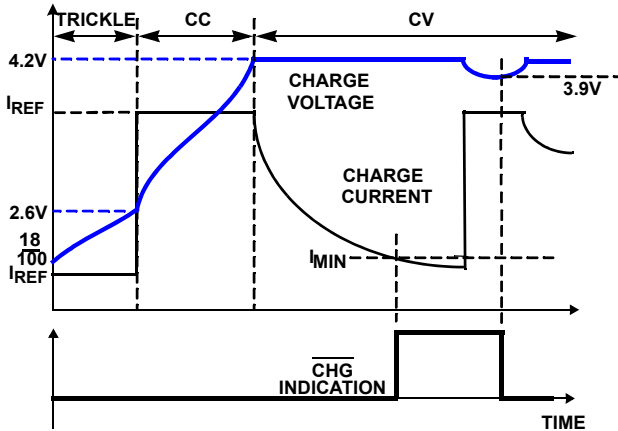 TRICKLE CC CV
4.2V
CHARGE
VOLTAGE
3.9V
IREF
CHARGE
CURRENT
2.6V
18
100
IREF
IMIN
CHG
INDICATION
TIME